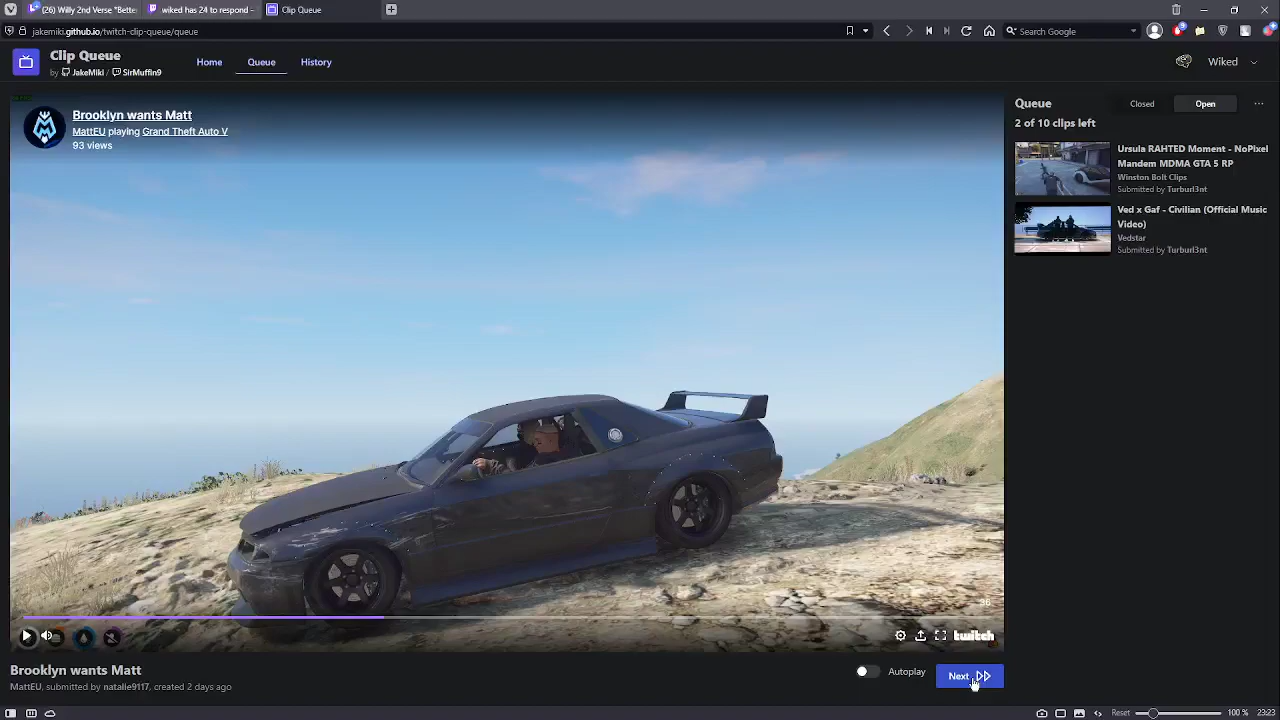 (26) Willy 2nd Verse "Bette
wiked has 24 to respond -
Clip Queue
jakemiki.github.io/twitch-clip-queue/queue
Search Google
9
Clip Queue
by JakeMiki / SirMuffin9
Home
Queue
History
Wiked
Brooklyn wants Matt
MattEU playing Grand Theft Auto V
93 views
Queue
Closed
Open
2 of 10 clips left
Ursula RAHTED Moment - NoPixel
Mandem MDMA GTA 5 RP
Winston Bolt Clips
Submitted by Turburl3nt
Ved x Gaf - Civilian (Official Music
Video)
Vedstar
Submitted by Turburl3nt
36
twitch
Brooklyn wants Matt
MattEU, submitted by natalie9117, created 2 days ago
Autoplay
Next
Reset
100 %
23:23